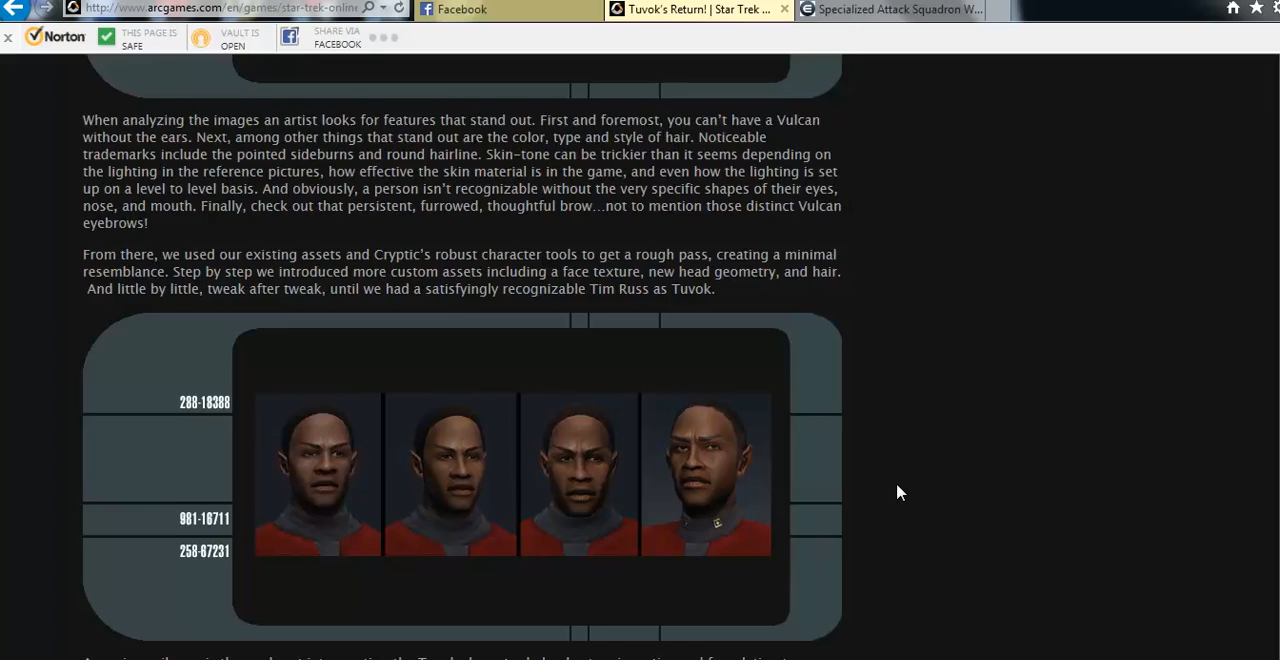 http://www.arcgames.com/en/games/star-trek-online
Facebook
Tuvok's Return! | Star Trek ...
Specialized Attack Squadron W...
Norton
THIS PAGE IS
SAFE
VAULT IS
OPEN
SHARE VIA
FACEBOOK
When analyzing the images an artist looks for features that stand out. First and foremost, you can't have a Vulcan
without the ears. Next, among other things that stand out are the color, type and style of hair. Noticeable
trademarks include the pointed sideburns and round hairline. Skin-tone can be trickier than it seems depending on
the lighting in the reference pictures, how effective the skin material is in the game, and even how the lighting is set
up on a level to level basis. And obviously, a person isn't recognizable without the very specific shapes of their eyes,
nose, and mouth. Finally, check out that persistent, furrowed, thoughtful brow...not to mention those distinct Vulcan
eyebrows!
From there, we used our existing assets and Cryptic's robust character tools to get a rough pass, creating a minimal
resemblance. Step by step we introduced more custom assets including a face texture, new head geometry, and hair.
And little by little, tweak after tweak, until we had a satisfyingly recognizable Tim Russ as Tuvok.
288-18388
981-16711
258-67231